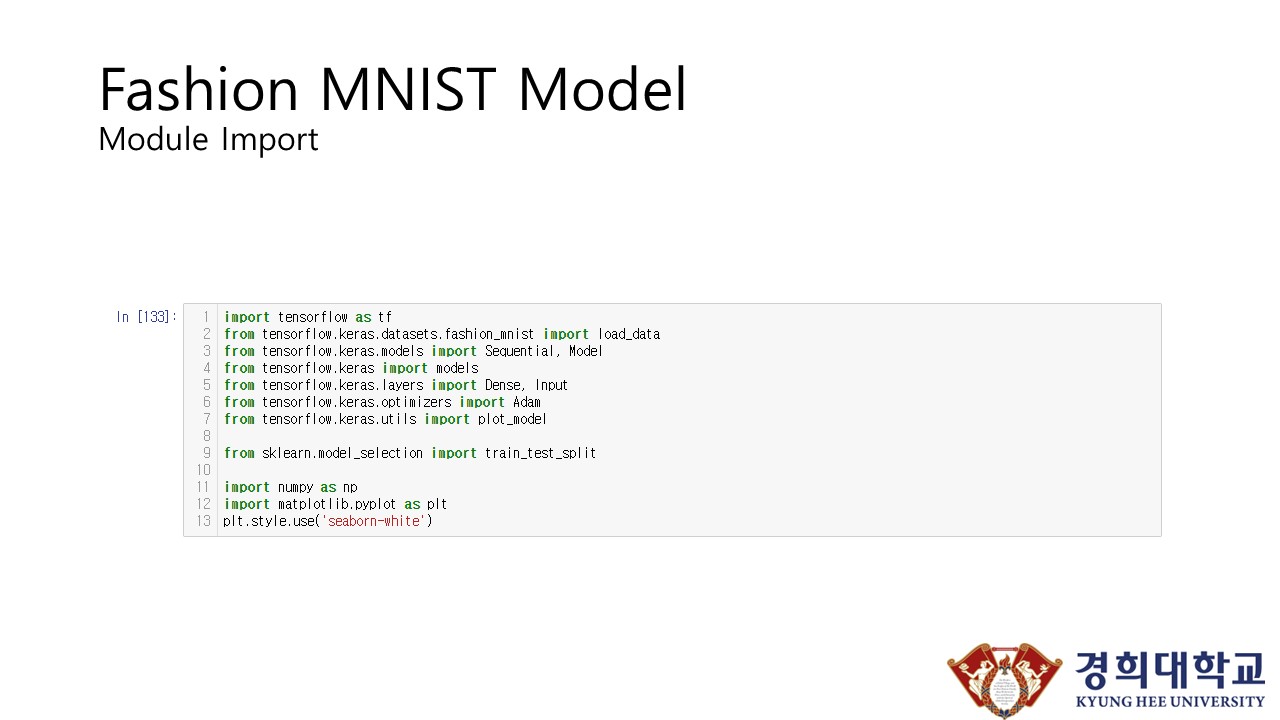 Fashion MNIST Model
Module Import
In [133]:
1 import tensorflow as tf
2 from tensorflow.keras.datasets.fashion_mnist import load_data
3 from tensorflow.keras.models import Sequential, Model
4 from tensorflow.keras import models
5 from tensorflow.keras.layers import Dense, Input
6 from tensorflow.keras.optimizers import Adam
7 from tensorflow.keras.utils import plot_model
8
9 from sklearn.model_selection import train_test_split
10
11 import numpy as np
12 import matplotlib.pyplot as plt
13 plt.style.use('seaborn-white')
경희대학교
KYUNG HEE UNIVERSITY